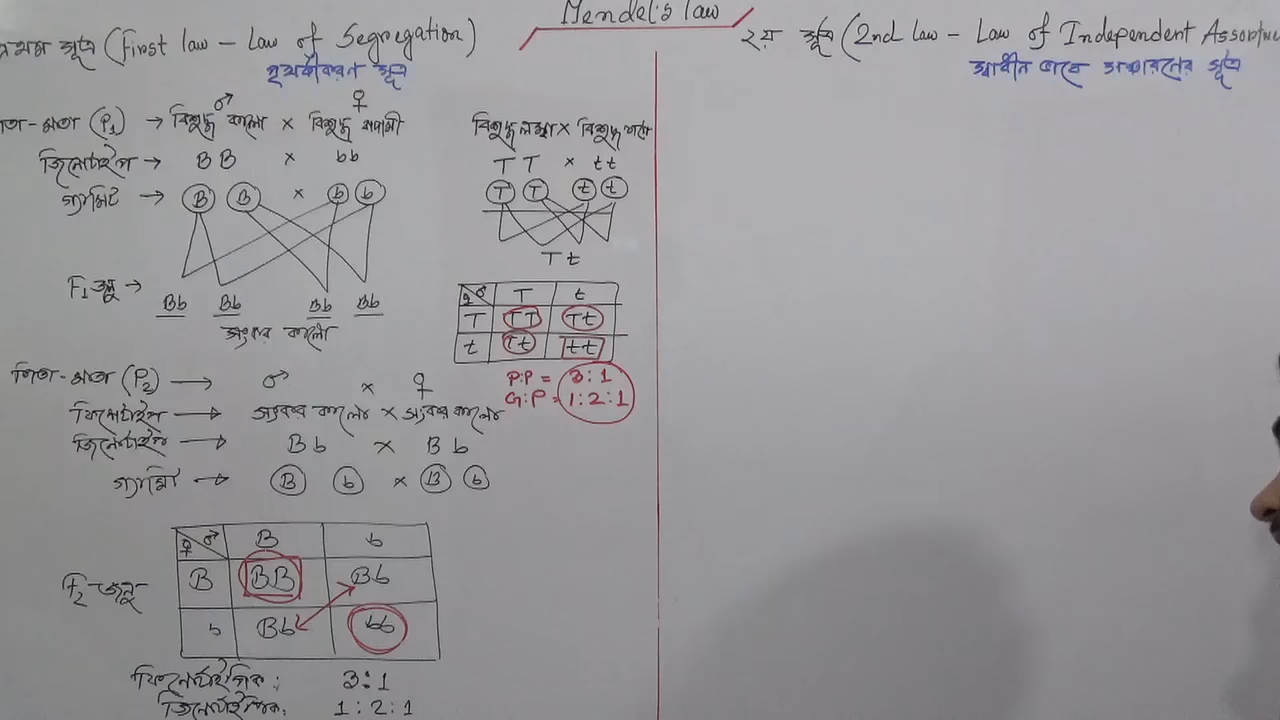 Mendel's law
প্রথম সূত্র (First law - Law of Segregation)
পৃথকীকরণ সূত্র
পিতা-মাতা (P₁) → বিশুদ্ধ কালো × বিশুদ্ধ বাদামী
♂ ♀
জিনোটাইপ → BB × bb
গ্যামিট → B B × b b
F₁ জনু →
Bb Bb Bb Bb
সংকর কালো
পিতা-মাতা (P₂) → ♂ × ♀
ফিনোটাইপ → সংকর কালো × সংকর কালো
জিনোটাইপ → Bb × Bb
গ্যামিট → B b × B b
F₂ জনু
♀ ♂ B b
B BB Bb
b Bb bb
ফিনোটাইপিক: 3:1
জিনোটাইপিক: 1:2:1
বিশুদ্ধ লম্বা × বিশুদ্ধ খাটো
TT × tt
T T t t
Tt
♀ ♂ T t
T TT Tt
t Tt tt
P:P = 3:1
G:P = 1:2:1
২য় সূত্র (2nd law - Law of Independent
স্বাধীন ভাবে সঞ্চারনের সূত্র